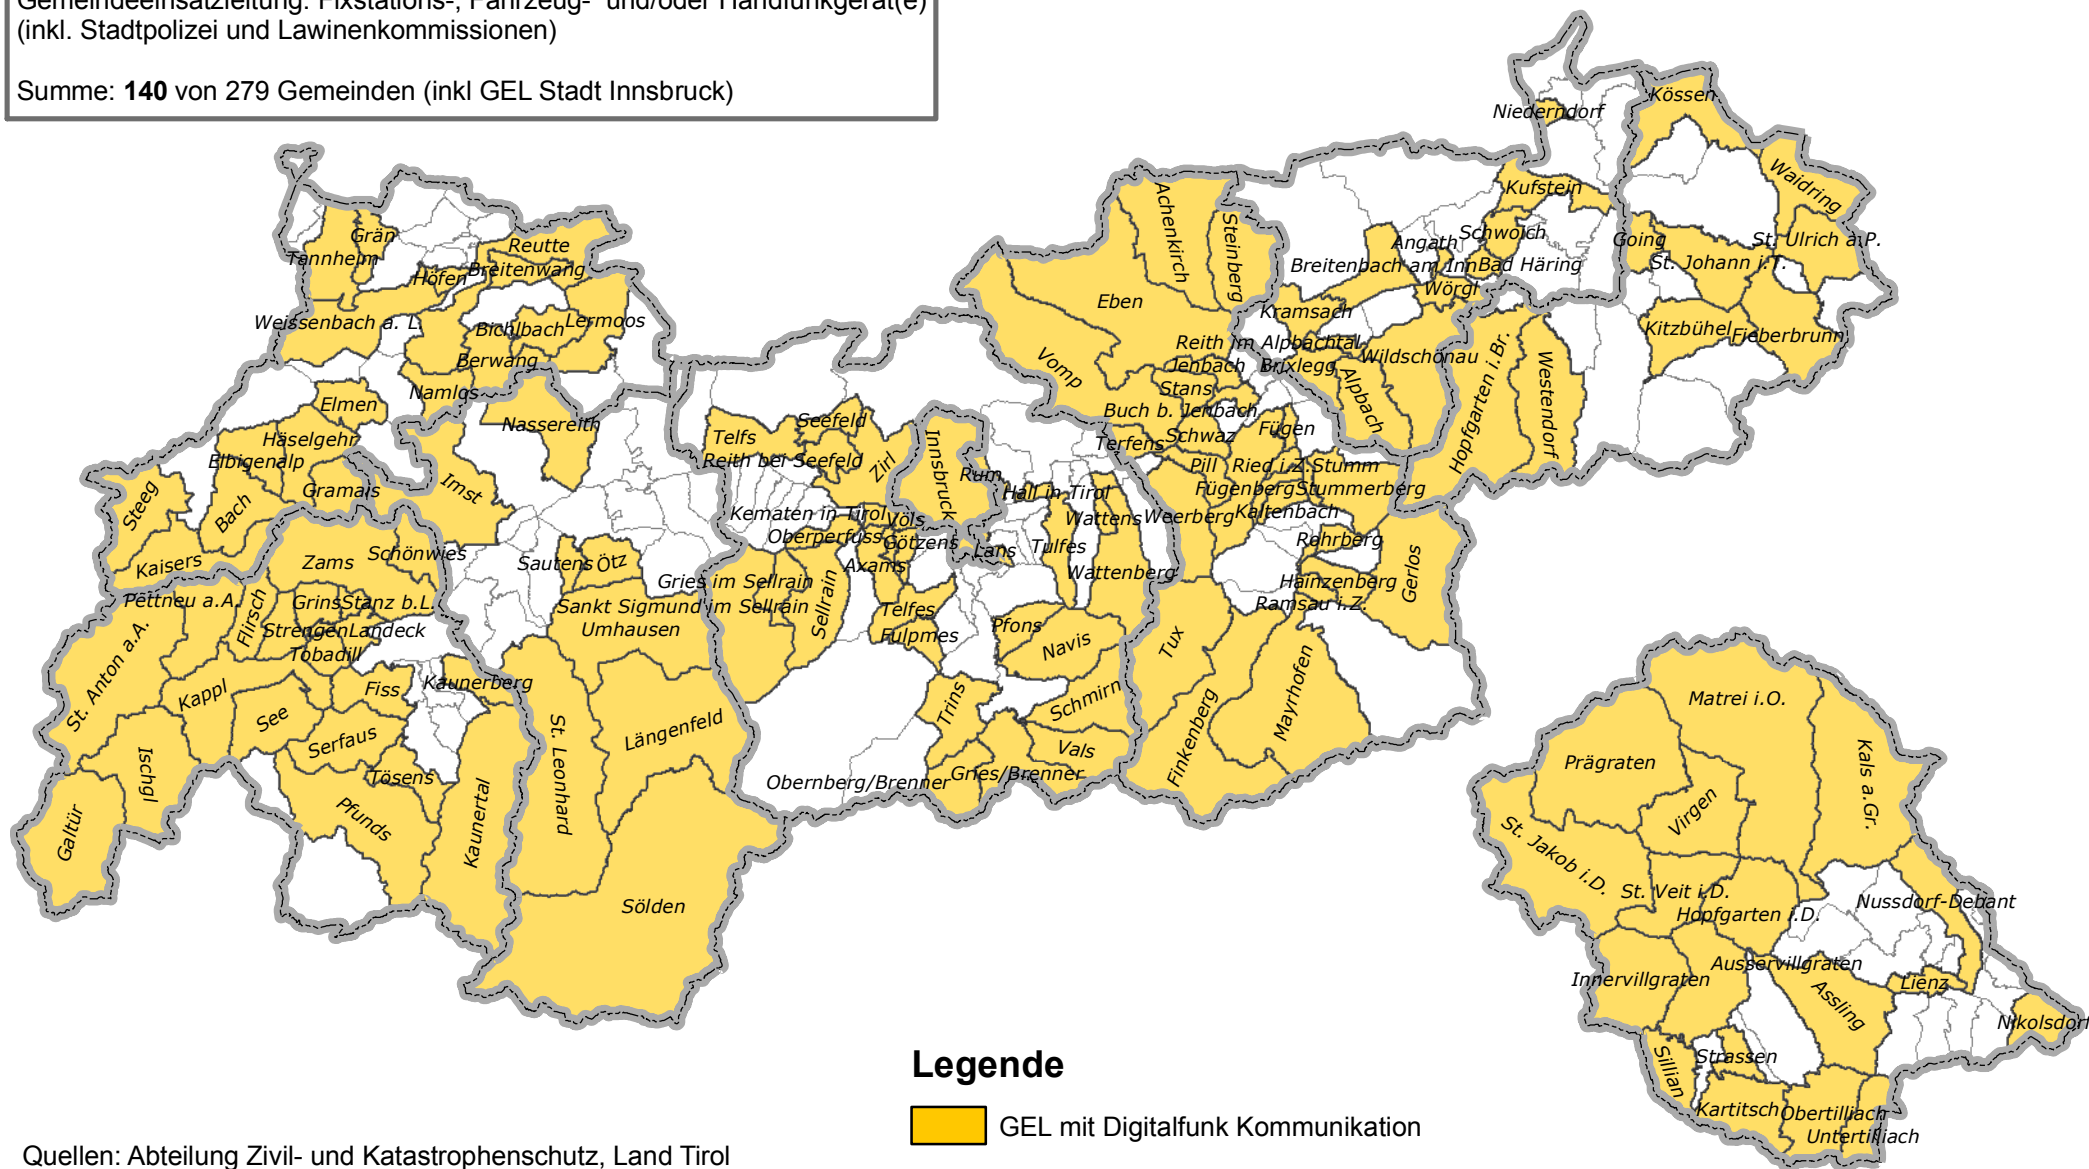 Gemeindeeinsatzleitung: Fixstations-, Fahrzeug- und/oder Handfunkgerät(e)
(inkl. Stadtpolizei und Lawinenkommissionen)
Summe: 140 von 279 Gemeinden (inkl GEL Stadt Innsbruck)
Niederndorf
Kössen
Waidring
Kufstein
Achenkirch
Steinberg
Grän
Tannheim
Reutte
Breitenwang
Höfen
Angath
Schwoich
Going
St. Ulrich a.P.
St. Johann i.T.
Breitenbach am Inn
Bad Häring
Wörgl
Eben
Kramsach
Weissenbach a. L.
Bichlbach
Lermoos
Berwang
Kitzbühel
Fieberbrunn
Reith im Alpbachtal
Wildschönau
Vomp
Jenbach
Brixlegg
Alpbach
Hopfgarten i.Br.
Westendorf
Stans
Namlos
Elmen
Nassereith
Buch b. Jenbach
Seefeld
Telfs
Fügen
Schwaz
Terfens
Häselgehr
Elbigenalp
Reith bei Seefeld
Zirl
Innsbruck
Rum
Pill
Ried i.Z.
Stumm
Gramais
Imst
Hall in Tirol
Fügenberg
Stummerberg
Steeg
Bach
Kematen in Tirol
Völs
Wattens
Weerberg
Kaltenbach
Oberperfuss
Götzens
Lans
Tulfes
Rohrberg
Kaisers
Zams
Schönwies
Sautens
Ötz
Axams
Wattenberg
Gerlos
Gries im Sellrain
Hainzenberg
Pettneu a.A.
Flirsch
Grins
Stanz b.L.
Sankt Sigmund im Sellrain
Sellrain
Telfes
Ramsau i.Z.
Strengen
Landeck
Umhausen
Fulpmes
Pfons
Navis
Tux
St. Anton a.A.
Tobadill
Kappl
Fiss
Kaunerberg
See
Serfaus
Trins
Schmirn
Finkenberg
Mayrhofen
Matrei i.O.
Längenfeld
St. Leonhard
Ischgl
Vals
Prägraten
Kals a.Gr.
Tösens
Obernberg/Brenner
Gries/Brenner
Virgen
Galtür
Pfunds
Kaunertal
St. Jakob i.D.
St. Veit i.D.
Hopfgarten i.D.
Nussdorf-Debant
Sölden
Ausservillgraten
Innervillgraten
Lienz
Assling
Nikolsdorf
Sillian
Strassen
Kartitsch
Obertilliach
Untertilliach
Legende
GEL mit Digitalfunk Kommunikation
Quellen: Abteilung Zivil- und Katastrophenschutz, Land Tirol